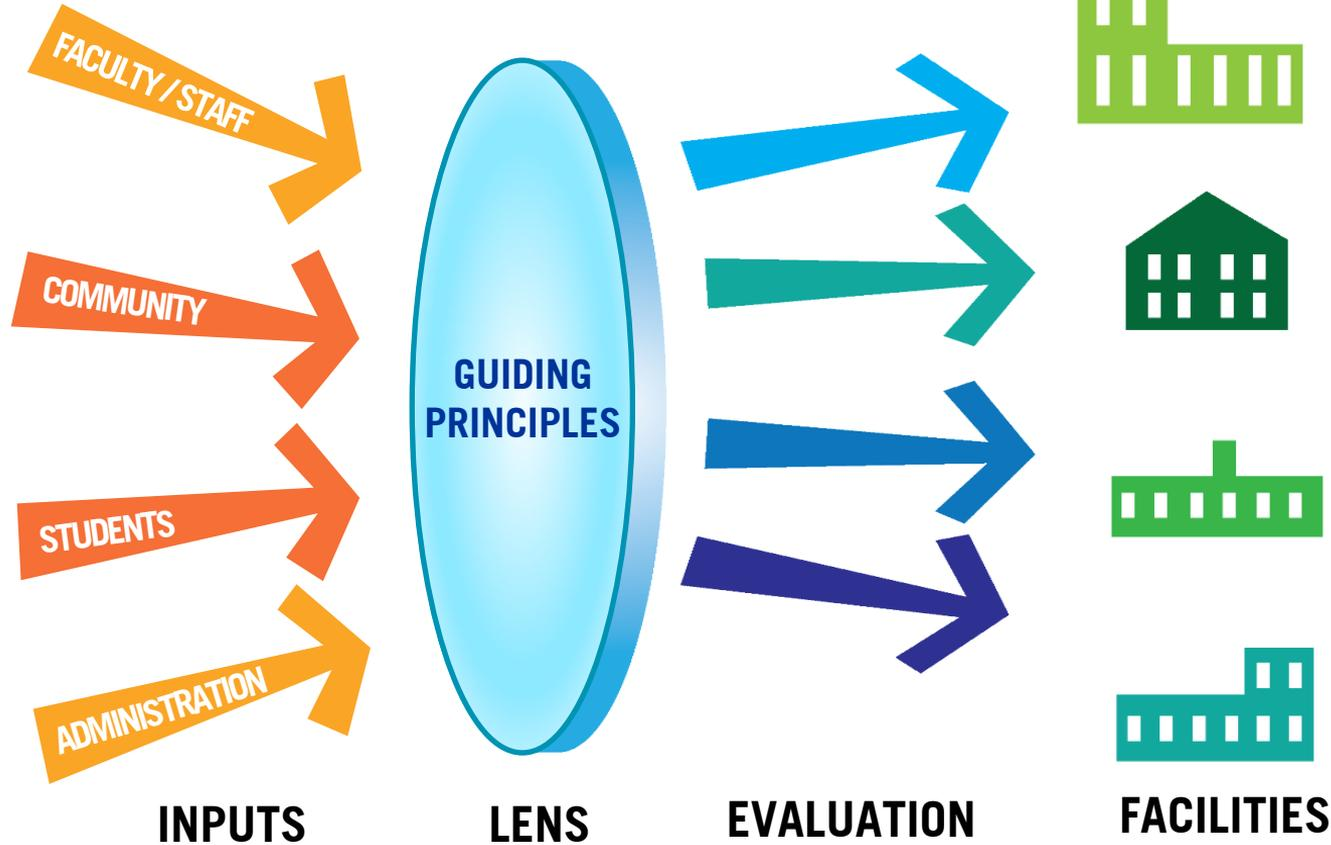 FACULTY / STAFF
COMMUNITY
STUDENTS
ADMINISTRATION
GUIDING
PRINCIPLES
INPUTS
LENS
EVALUATION
FACILITIES